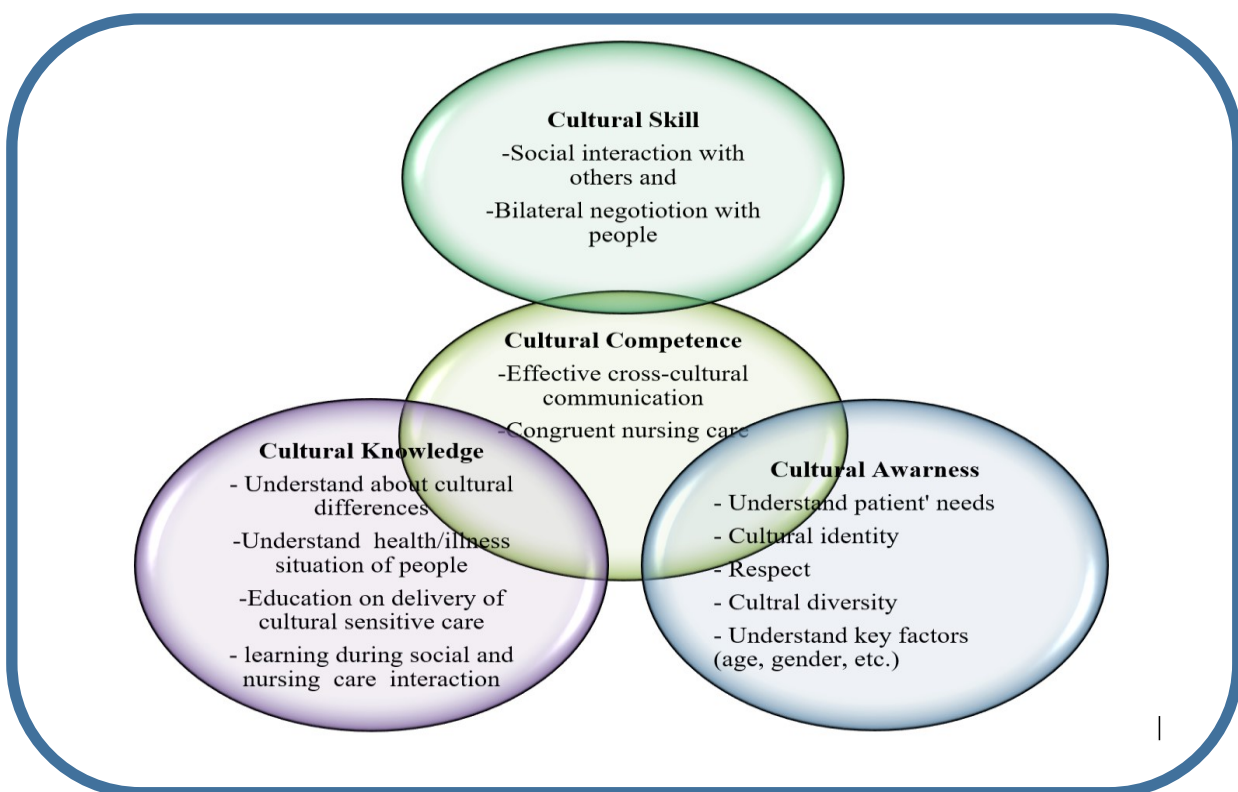 Cultural Skill
-Social interaction with
others and
-Bilateral negotiotion with
people
Cultural Competence
-Effective cross-cultural
communication
-Congruent nursing care
Cultural Knowledge
- Understand about cultural
differences
-Understand health/illness
situation of people
-Education on delivery of
cultural sensitive care
- learning during social and
nursing care interaction
Cultural Awarness
- Understand patient' needs
- Cultural identity
- Respect
- Cultral diversity
- Understand key factors
(age, gender, etc.)